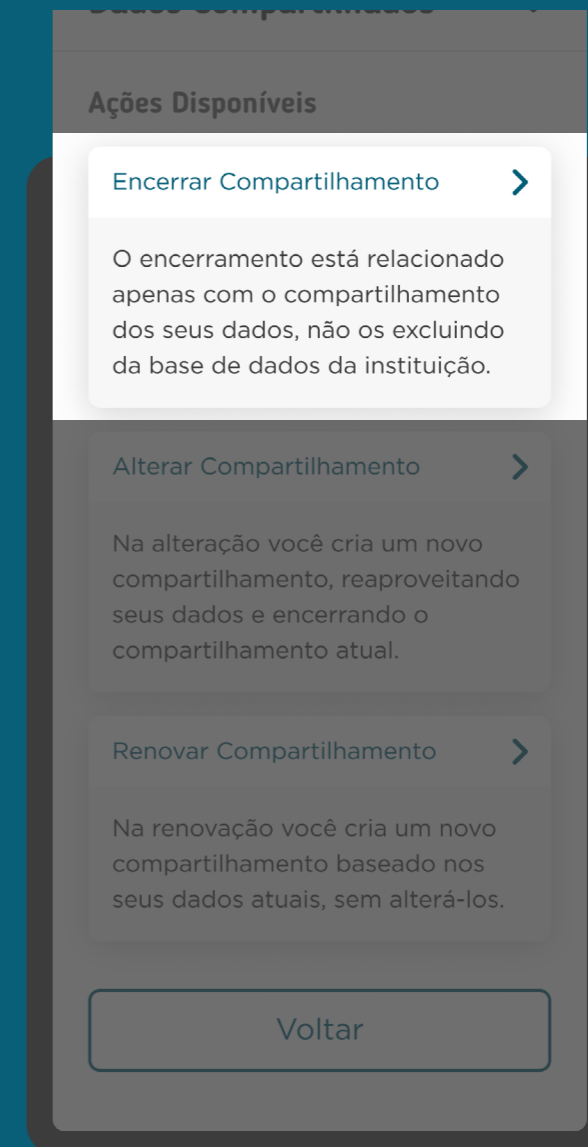 Dados Compartilhados
Ações Disponíveis
Encerrar Compartilhamento
O encerramento está relacionado
apenas com o compartilhamento
dos seus dados, não os excluindo
da base de dados da instituição.
Alterar Compartilhamento
Na alteração você cria um novo
compartilhamento, reaproveitando
seus dados e encerrando o
compartilhamento atual.
Renovar Compartilhamento
Na renovação você cria um novo
compartilhamento baseado nos
seus dados atuais, sem alterá-los.
Voltar